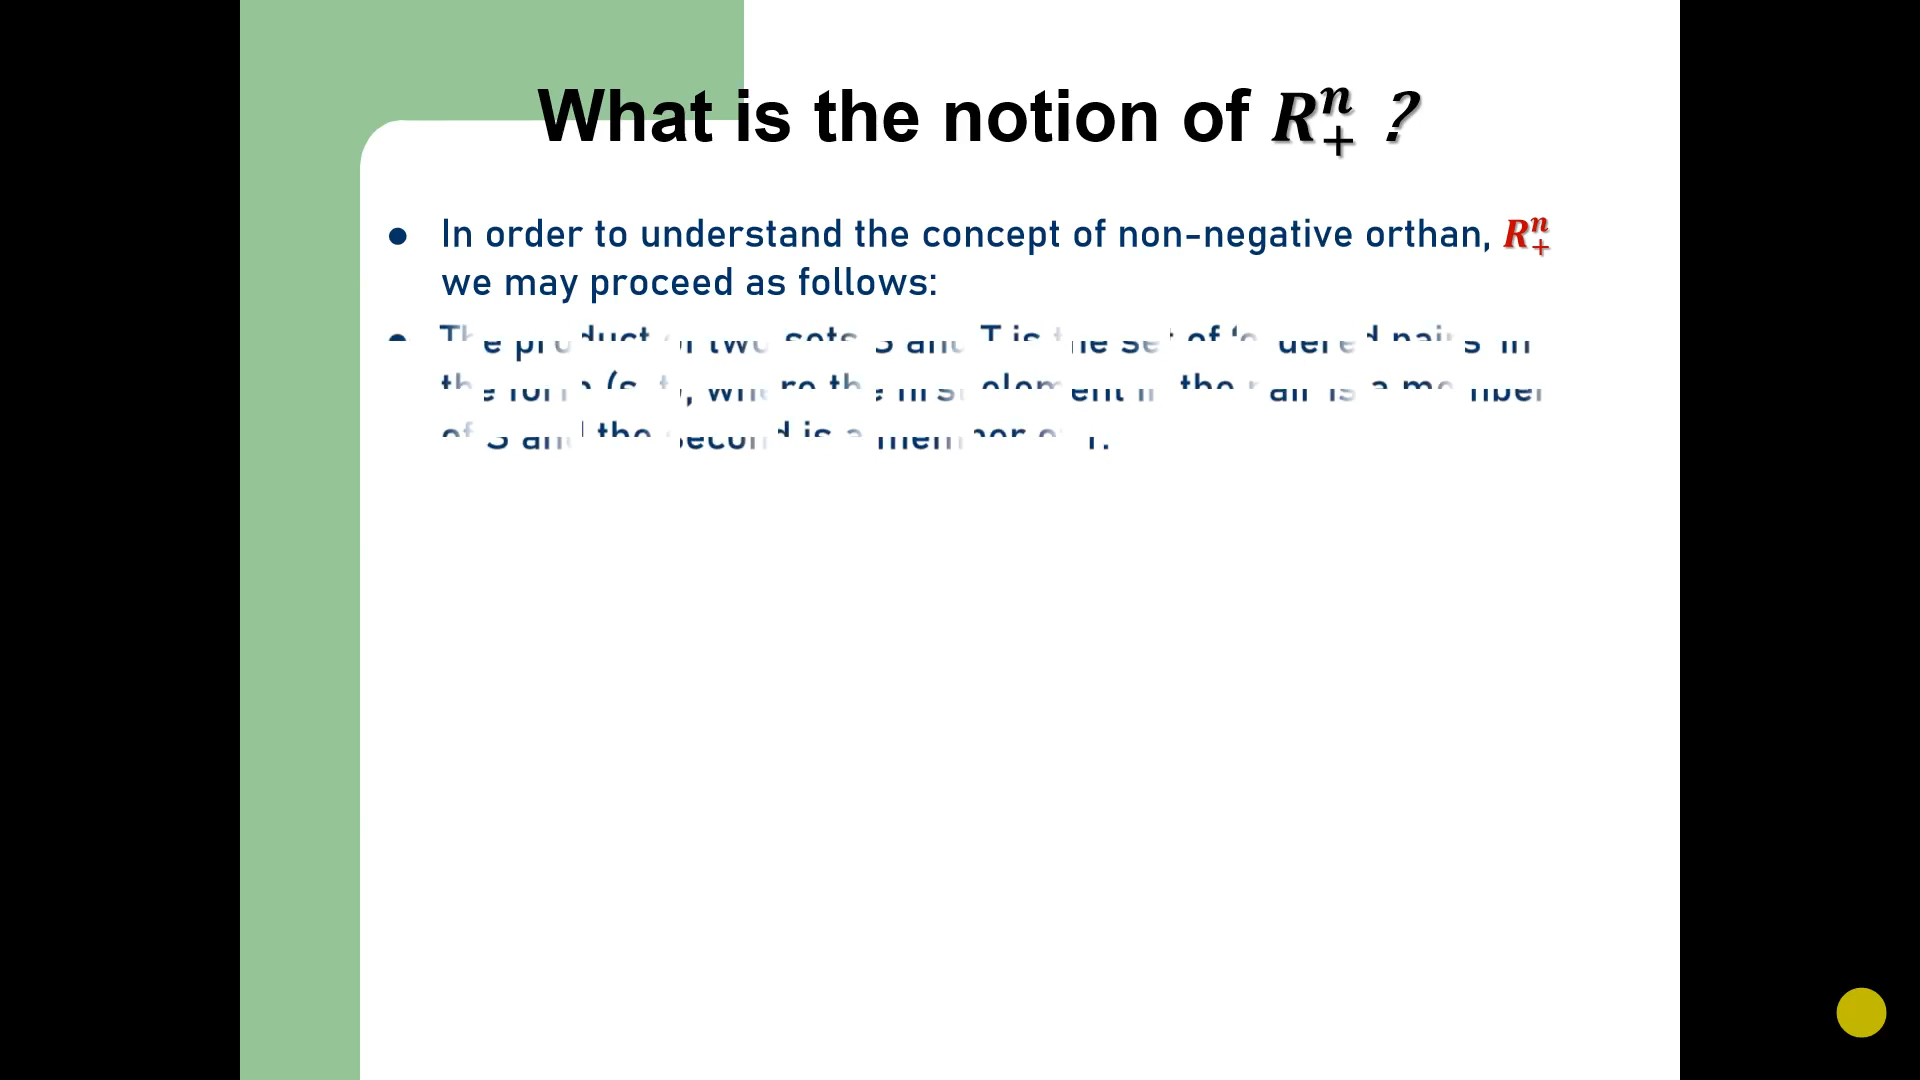 What is the notion of R₊ⁿ ?
● In order to understand the concept of non-negative orthan, R₊ⁿ
we may proceed as follows:
● The product of two sets S and T is the set of ‘ordered pairs’ in
the form (s, t), where the first element in the pair is a member
of S and the second is a member of T.